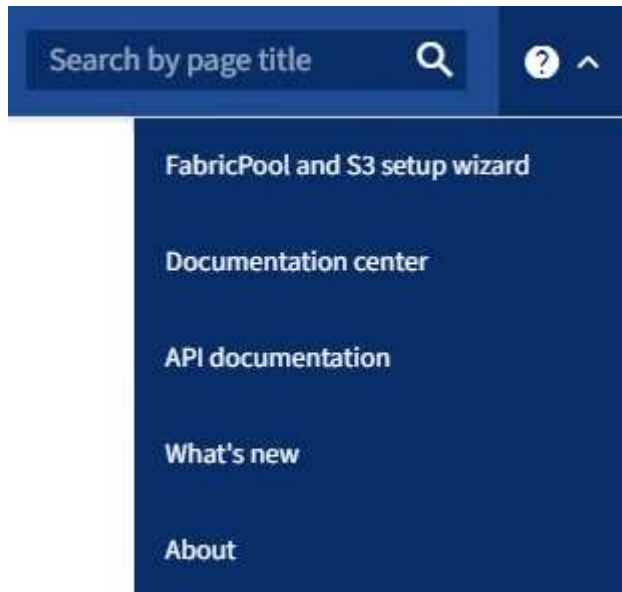 Search by page title
FabricPool and S3 setup wizard
Documentation center
API documentation
What's new
About